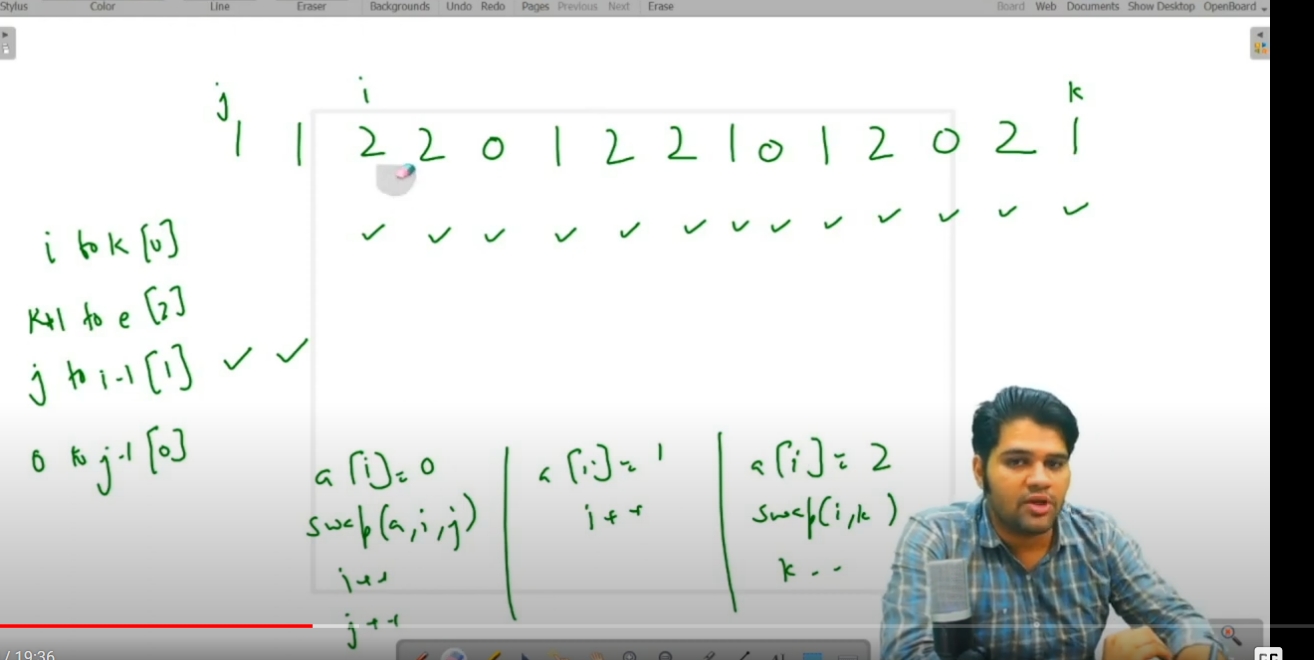 Stylus Color Line Eraser Backgrounds Undo Redo Pages Previous Next Erase Board Web Documents Show Desktop OpenBoard
j i k
1 1 2 2 0 1 2 2 1 0 1 2 0 2 1
i to k [U]
K+1 to e [2]
j to i-1 [1]
0 to j-1 [0]
a[i]= 0 a[i]= 1 a[i]= 2
swap(a,i,j) i++ swap(i,k)
i++ k--
j++
/ 19:36